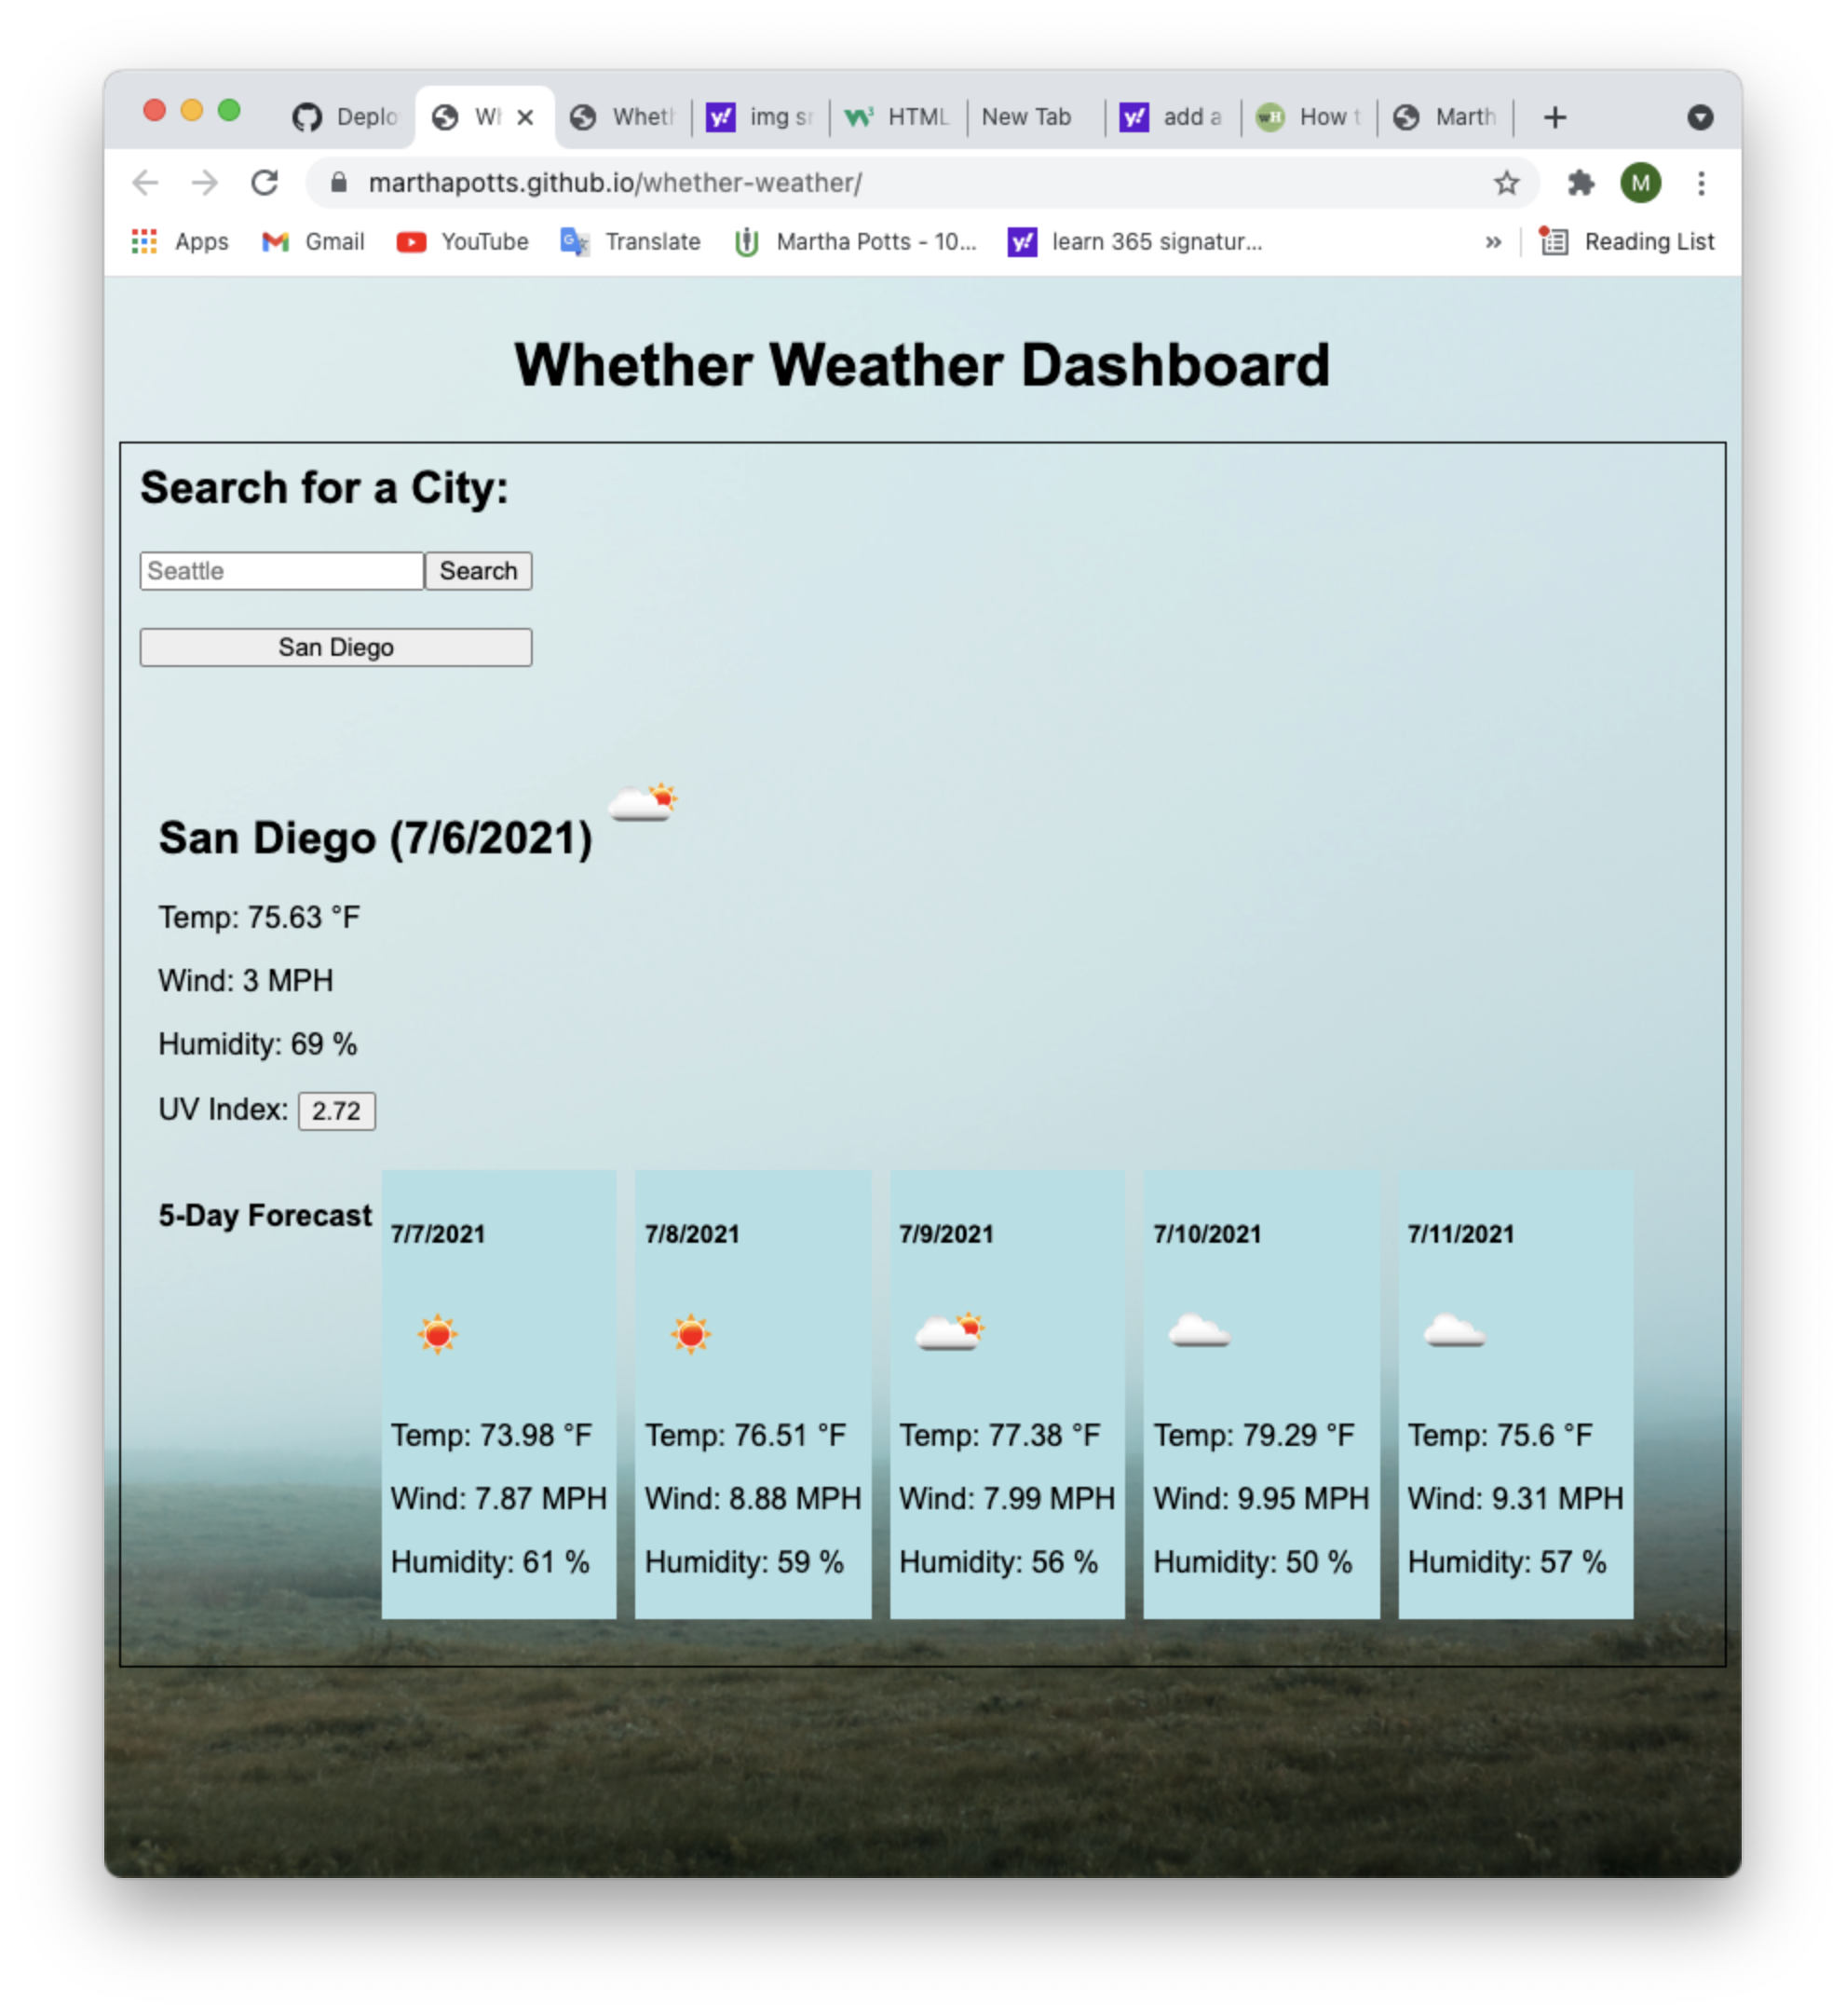 Deplo Wh Wheth img sr HTML New Tab add a How t Marth
marthapotts.github.io/whether-weather/ M
Apps Gmail YouTube Translate Martha Potts - 10... learn 365 signatur... » Reading List
Whether Weather Dashboard
Search for a City:
Seattle Search
San Diego
San Diego (7/6/2021)
Temp: 75.63 °F
Wind: 3 MPH
Humidity: 69 %
UV Index: 2.72
5-Day Forecast
7/7/2021
Temp: 73.98 °F
Wind: 7.87 MPH
Humidity: 61 %
7/8/2021
Temp: 76.51 °F
Wind: 8.88 MPH
Humidity: 59 %
7/9/2021
Temp: 77.38 °F
Wind: 7.99 MPH
Humidity: 56 %
7/10/2021
Temp: 79.29 °F
Wind: 9.95 MPH
Humidity: 50 %
7/11/2021
Temp: 75.6 °F
Wind: 9.31 MPH
Humidity: 57 %